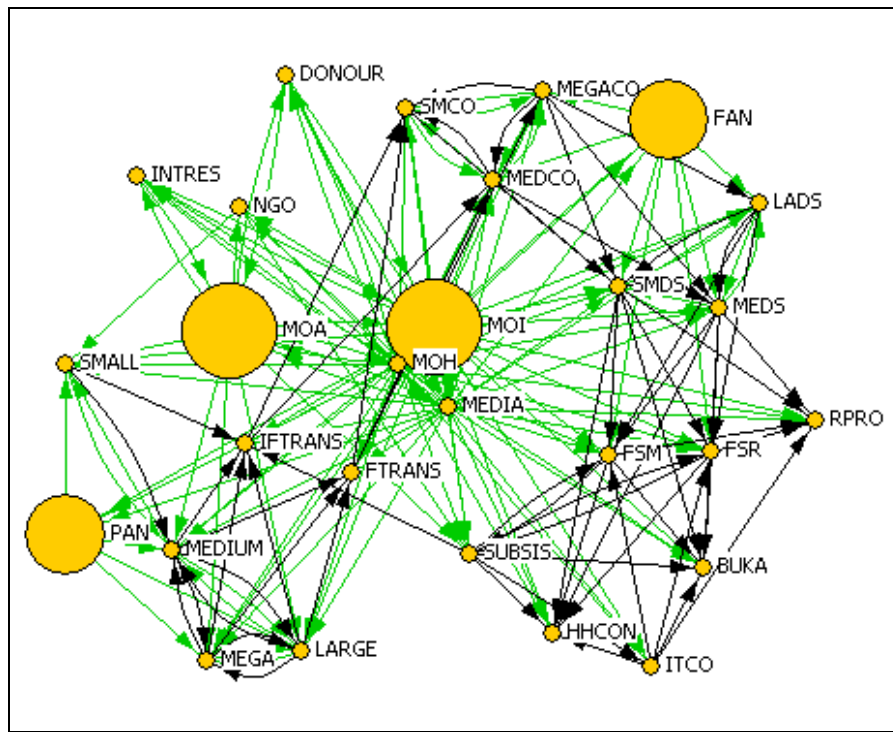 DONOUR
MEGACO
SMCO
FAN
INTRES
MEDCO
NGO
LADS
SMDS
MEDS
MOA
MOI
SMALL
MOH
MEDIA
RPRO
IFTRANS
FSM
FSR
FTRANS
PAN
MEDIUM
SUBSIS
BUKA
HHCON
LARGE
MEGA
ITCO